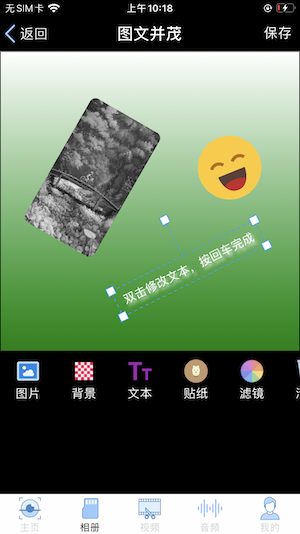 无SIM卡 上午10:18
返回 图文并茂 保存
双击修改文本，按回车完成
TT
图片 背景 文本 贴纸 滤镜
主页 相册 视频 音频 我的